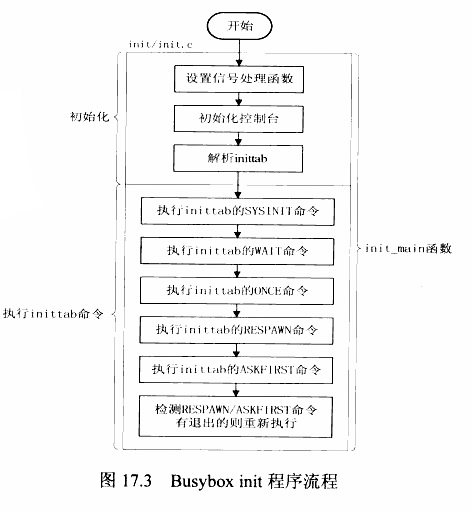 开始
init/init.c
设置信号处理函数
初始化
初始化控制台
解析inittab
执行inittab的SYSINIT命令
执行inittab的WAIT命令
init_main函数
执行inittab的ONCE命令
执行inittab命令
执行inittab的RESPAWN命令
执行inittab的ASKFIRST命令
检测RESPAWN/ASKFIRST命令
有退出的则重新执行
图 17.3 Busybox init 程序流程